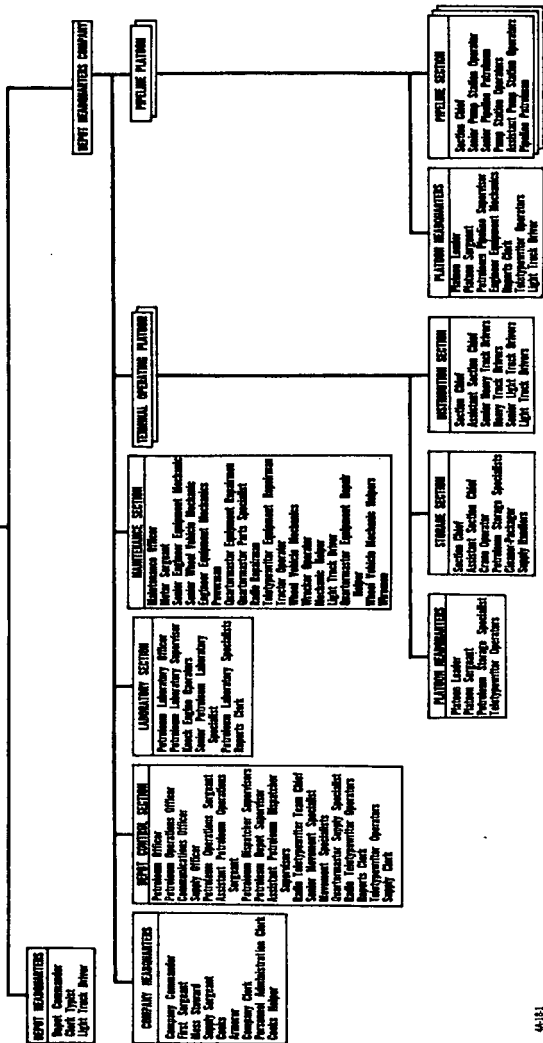 DEPOT HEADQUARTERS
Depot Commander
Clerk Typist
Light Truck Driver
DEPOT HEADQUARTERS COMPANY
COMPANY HEADQUARTERS
Company Commander
First Sergeant
Mess Steward
Supply Sergeant
Cooks
Armorer
Company Clerk
Personnel Administration Clerk
Cooks Helper
DEPOT CONTROL SECTION
Petroleum Officer
Petroleum Operations Officer
Communications Officer
Supply Officer
Petroleum Operations Sergeant
Assistant Petroleum Operations
Sergeant
Petroleum Dispatcher Supervisors
Petroleum Depot Supervisor
Assistant Petroleum Dispatcher
Supervisors
Radio Teletypewriter Team Chief
Senior Movement Specialist
Movement Specialists
Quartermaster Supply Specialist
Radio Teletypewriter Operators
Reports Clerk
Teletypewriter Operators
Supply Clerk
LABORATORY SECTION
Petroleum Laboratory Officer
Petroleum Laboratory Supervisor
Knock Engine Operators
Senior Petroleum Laboratory
Specialist
Petroleum Laboratory Specialists
Reports Clerk
MAINTENANCE SECTION
Maintenance Officer
Motor Sergeant
Senior Engineer Equipment Mechanic
Senior Wheel Vehicle Mechanic
Engineer Equipment Mechanics
Powerman
Quartermaster Equipment Repairman
Quartermaster Parts Specialist
Radio Repairman
Teletypewriter Equipment Repairman
Tractor Operator
Wheel Vehicle Mechanics
Wrecker Operator
Mechanic Helper
Light Truck Driver
Quartermaster Equipment Repair
Helper
Wheel Vehicle Mechanic Helpers
Wireman
TERMINAL OPERATING PLATOON
PIPELINE PLATOON
PLATOON HEADQUARTERS
Platoon Leader
Platoon Sergeant
Petroleum Storage Specialist
Teletypewriter Operators
STORAGE SECTION
Section Chief
Assistant Section Chief
Crane Operator
Petroleum Storage Specialists
Cleaner-Packager
Supply Handlers
DISTRIBUTION SECTION
Section Chief
Assistant Section Chief
Senior Heavy Truck Drivers
Heavy Truck Drivers
Senior Light Truck Drivers
Light Truck Drivers
PLATOON HEADQUARTERS
Platoon Leader
Platoon Sergeant
Petroleum Pipeline Supervisor
Engineer Equipment Mechanics
Reports Clerk
Teletypewriter Operators
Light Truck Driver
PIPELINE SECTION
Section Chief
Senior Pump Station Operator
Senior Pipeline Patrolman
Pump Station Operators
Assistant Pump Station Operators
Pipeline Patrolman